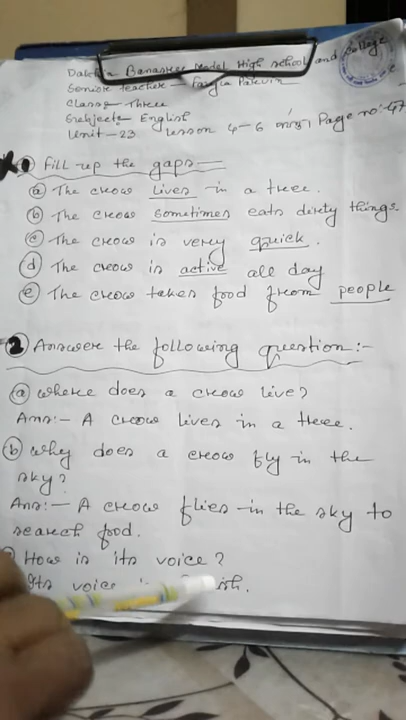 Banasree Model High school and College
Senior teacher - Farjia Parvin
Class - Three
Subject - English
Unit - 23 Lesson 4-6 Page no: 47
1 Fill up the gaps -
(a) The crow lives in a tree.
(b) The crow sometimes eats dirty things.
(c) The crow is very quick.
(d) The crow is active all day
(e) The crow takes food from people
2 Answer the following question:-
(a) where does a crow live?
Ans:- A crow lives in a tree.
(b) why does a crow fly in the
sky?
Ans:- A crow flies in the sky to
search food.
How is its voice?
Its voice